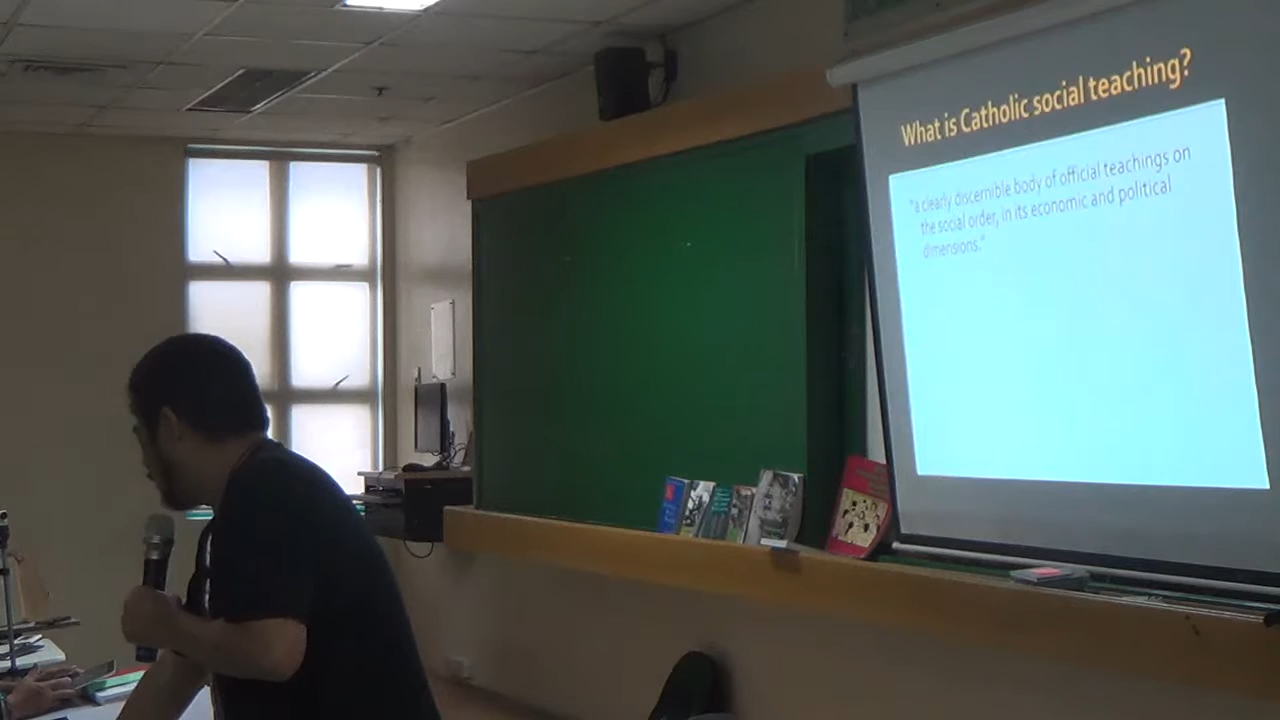 What is Catholic social teaching?
"a clearly discernible body of official teachings on
the social order, in its economic and political
dimensions."